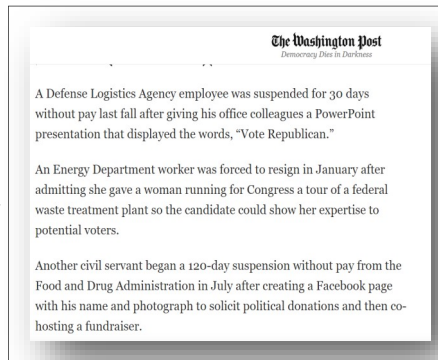 The Washington Post
Democracy Dies in Darkness
A Defense Logistics Agency employee was suspended for 30 days
without pay last fall after giving his office colleagues a PowerPoint
presentation that displayed the words, “Vote Republican.”
An Energy Department worker was forced to resign in January after
admitting she gave a woman running for Congress a tour of a federal
waste treatment plant so the candidate could show her expertise to
potential voters.
Another civil servant began a 120-day suspension without pay from the
Food and Drug Administration in July after creating a Facebook page
with his name and photograph to solicit political donations and then co-
hosting a fundraiser.